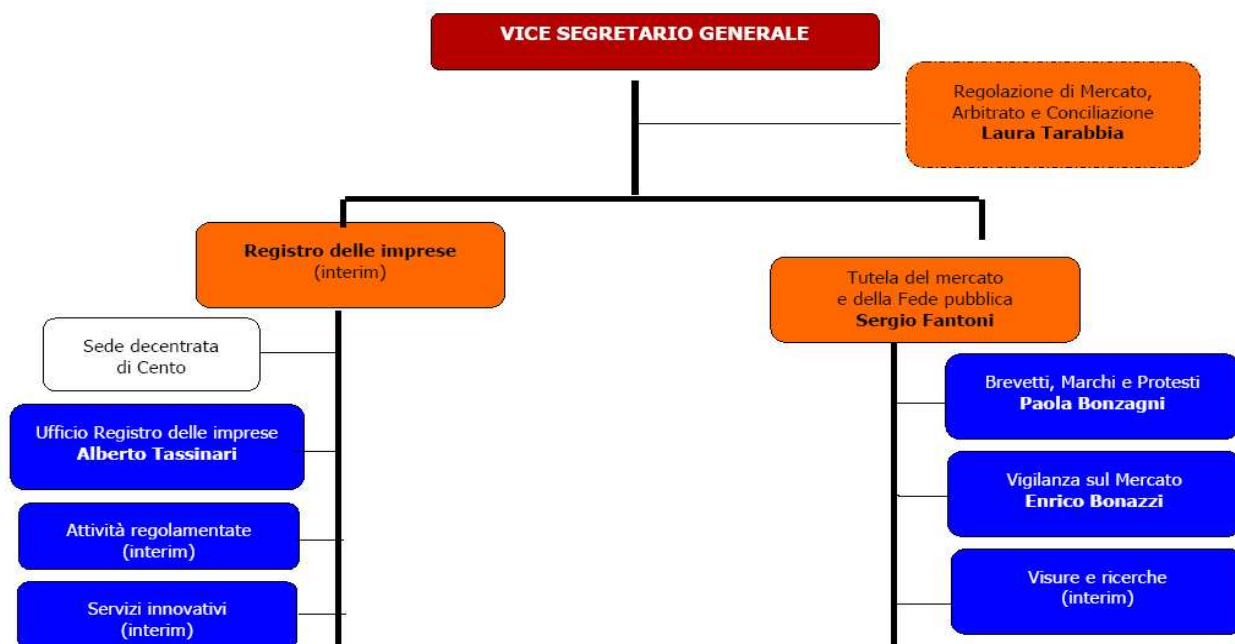 VICE SEGRETARIO GENERALE
Regolazione di Mercato,
Arbitrato e Conciliazione
Laura Tarabbia
Registro delle imprese
(interim)
Tutela del mercato
e della Fede pubblica
Sergio Fantoni
Sede decentrata
di Cento
Ufficio Registro delle imprese
Alberto Tassinari
Attività regolamentate
(interim)
Servizi innovativi
(interim)
Brevetti, Marchi e Protesti
Paola Bonzagni
Vigilanza sul Mercato
Enrico Bonazzi
Visure e ricerche
(interim)